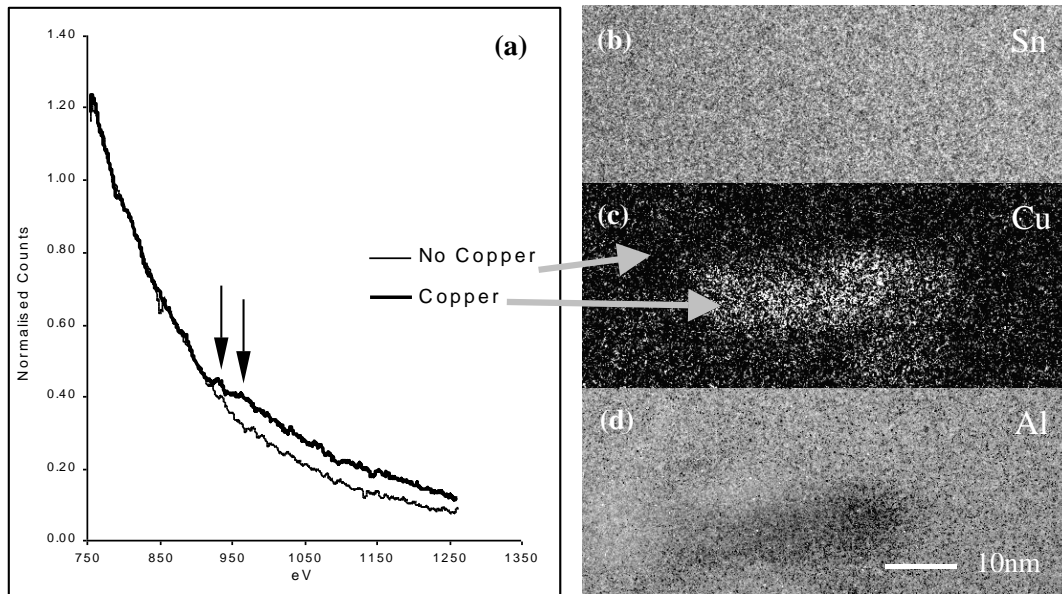 (a)
1.40
1.20
1.00
0.80
0.60
0.40
0.20
0.00
Normalised Counts
750
850
950
1050
1150
1250
1350
eV
No Copper
Copper
(b)
Sn
(c)
Cu
(d)
Al
10nm